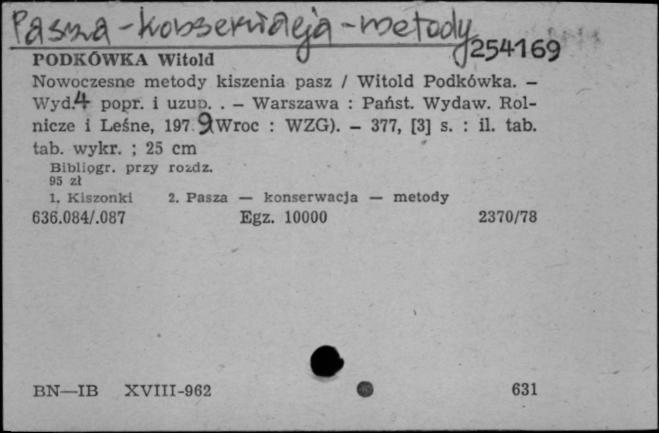 Pasza - konserwacja - metody
254169
PODKÓWKA Witold
Nowoczesne metody kiszenia pasz / Witold Podkówka. –
Wyd. 4 popr. i uzup. . – Warszawa : Państ. Wydaw. Rol-
nicze i Leśne, 1979 Wroc : WZG). – 377, [3] s. : il. tab.
tab. wykr. ; 25 cm
Bibliogr. przy rozdz.
95 zł
1. Kiszonki 2. Pasza — konserwacja — metody
636.084/.087 Egz. 10000 2370/78
BN—IB XVIII-962 631